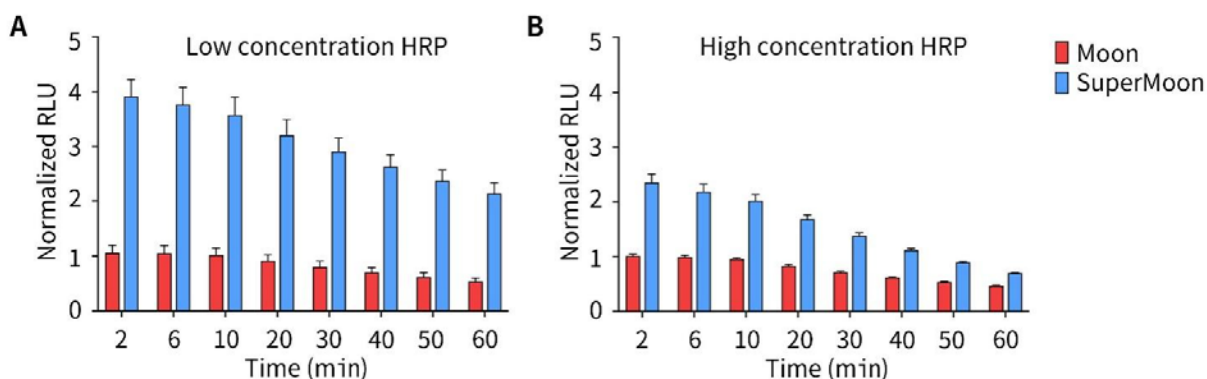 A
Low concentration HRP
Normalized RLU
5
4
3
2
1
0
2 6 10 20 30 40 50 60
Time (min)
B
High concentration HRP
Normalized RLU
5
4
3
2
1
0
2 6 10 20 30 40 50 60
Time (min)
Moon
SuperMoon